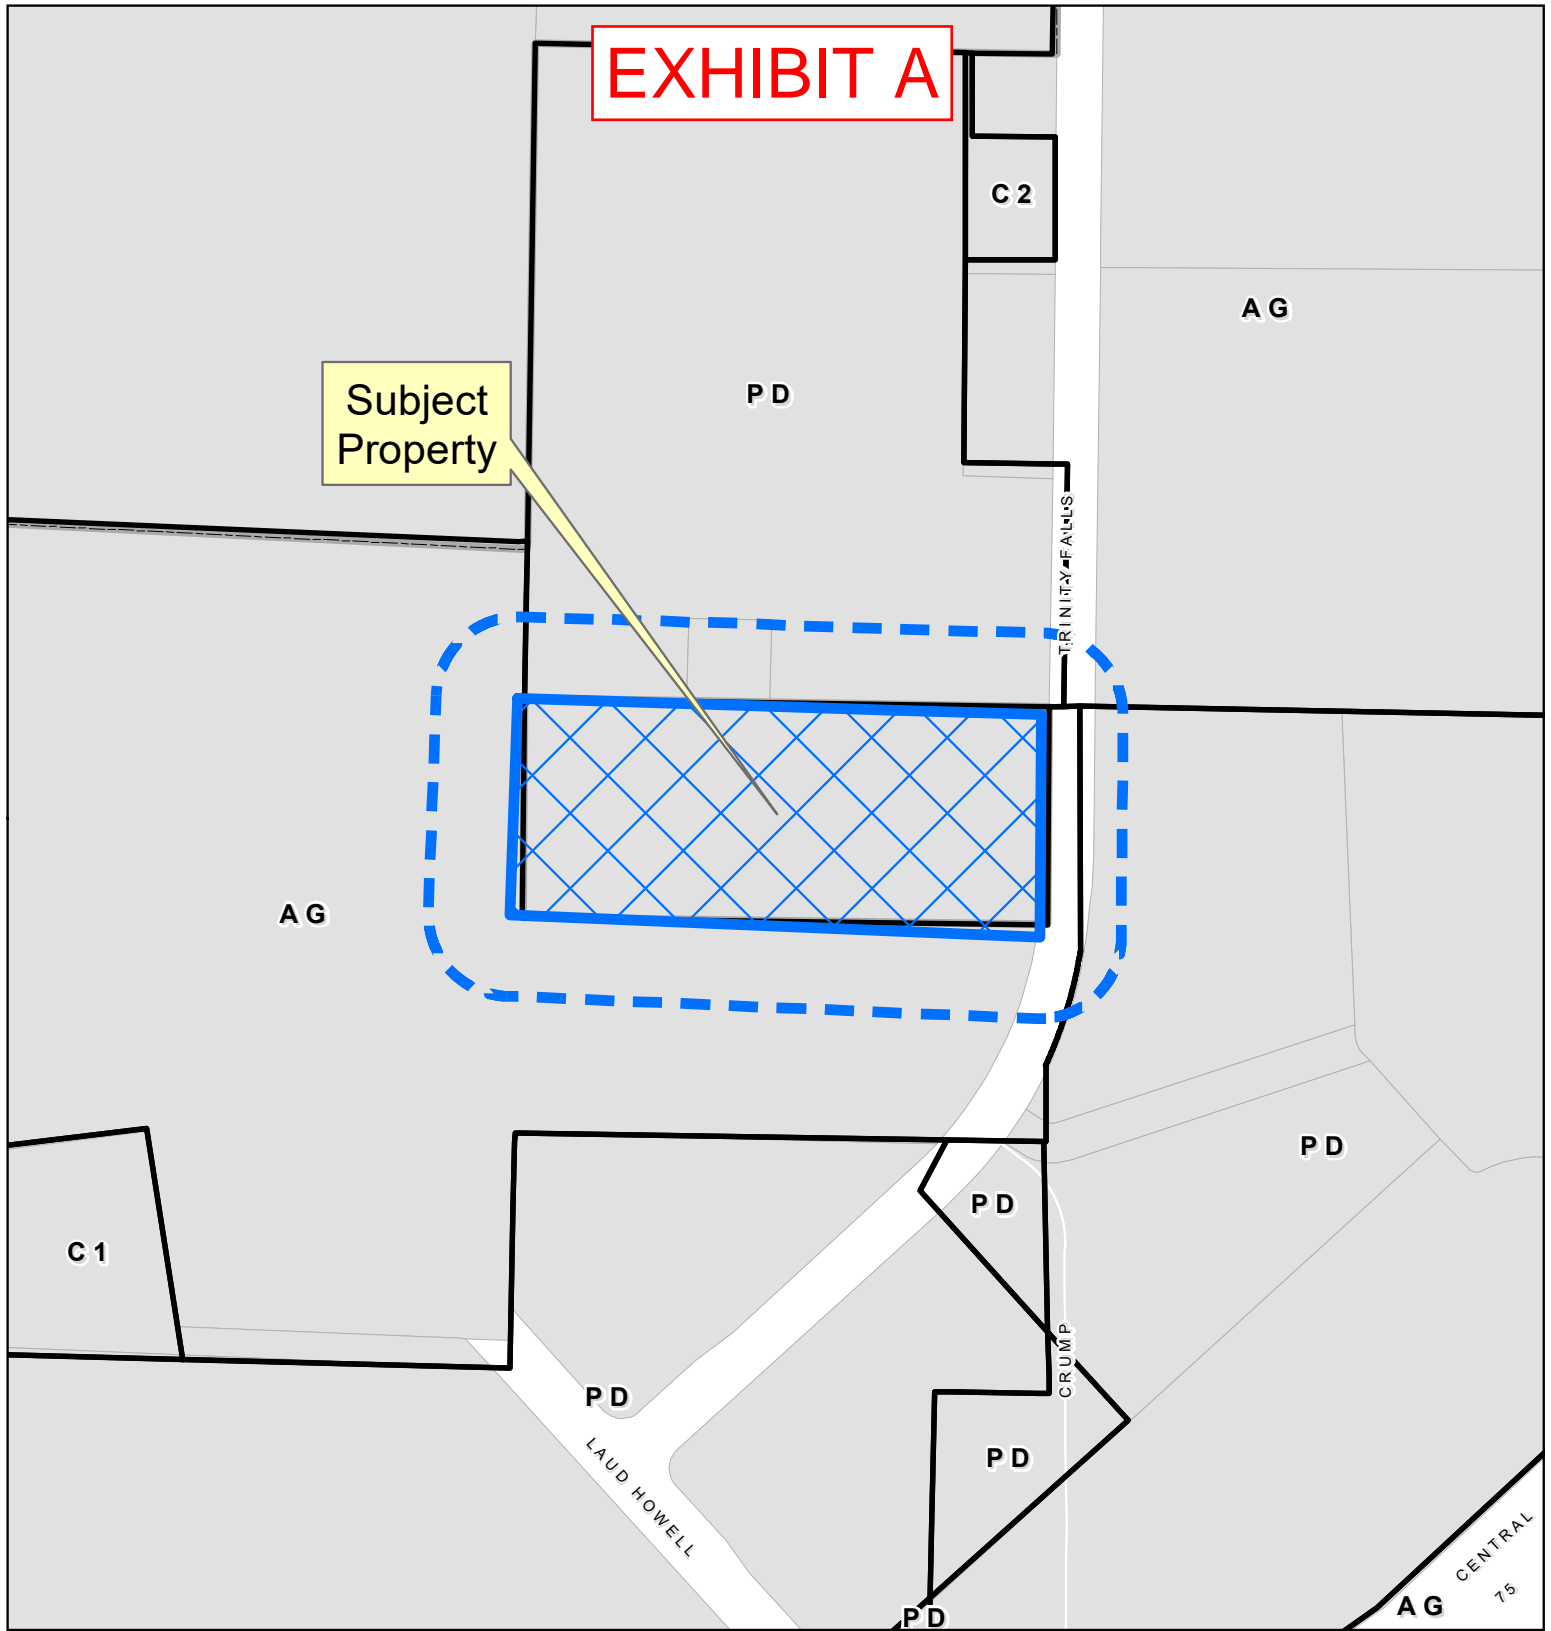 EXHIBIT A
C 2
A G
P D
Subject
Property
TRINITY FALLS
A G
P D
P D
C 1
CRUMP
P D
P D
LAUD HOWELL
CENTRAL
75
A G
P D